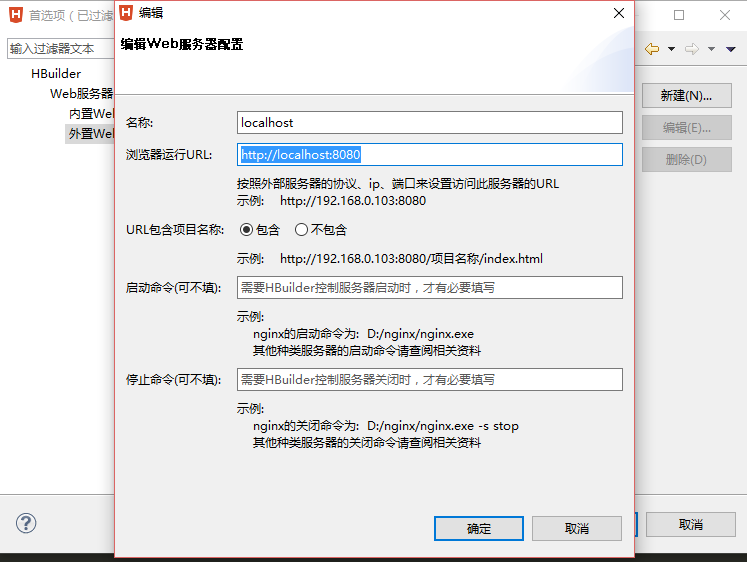 首选项（已过滤
编辑
输入过滤器文本
编辑Web服务器配置
HBuilder
Web服务器
内置Wel
外置Wel
新建(N)...
编辑(E)...
删除(D)
名称:
localhost
浏览器运行URL:
http://localhost:8080
按照外部服务器的协议、ip、端口来设置访问此服务器的URL
示例: http://192.168.0.103:8080
URL包含项目名称:
包含
不包含
示例: http://192.168.0.103:8080/项目名称/index.html
启动命令(可不填):
需要HBuilder控制服务器启动时，才有必要填写
示例:
nginx的启动命令为: D:/nginx/nginx.exe
其他种类服务器的启动命令请查阅相关资料
停止命令(可不填):
需要HBuilder控制服务器关闭时，才有必要填写
示例:
nginx的关闭命令为: D:/nginx/nginx.exe -s stop
其他种类服务器的关闭命令请查阅相关资料
确定
取消
取消